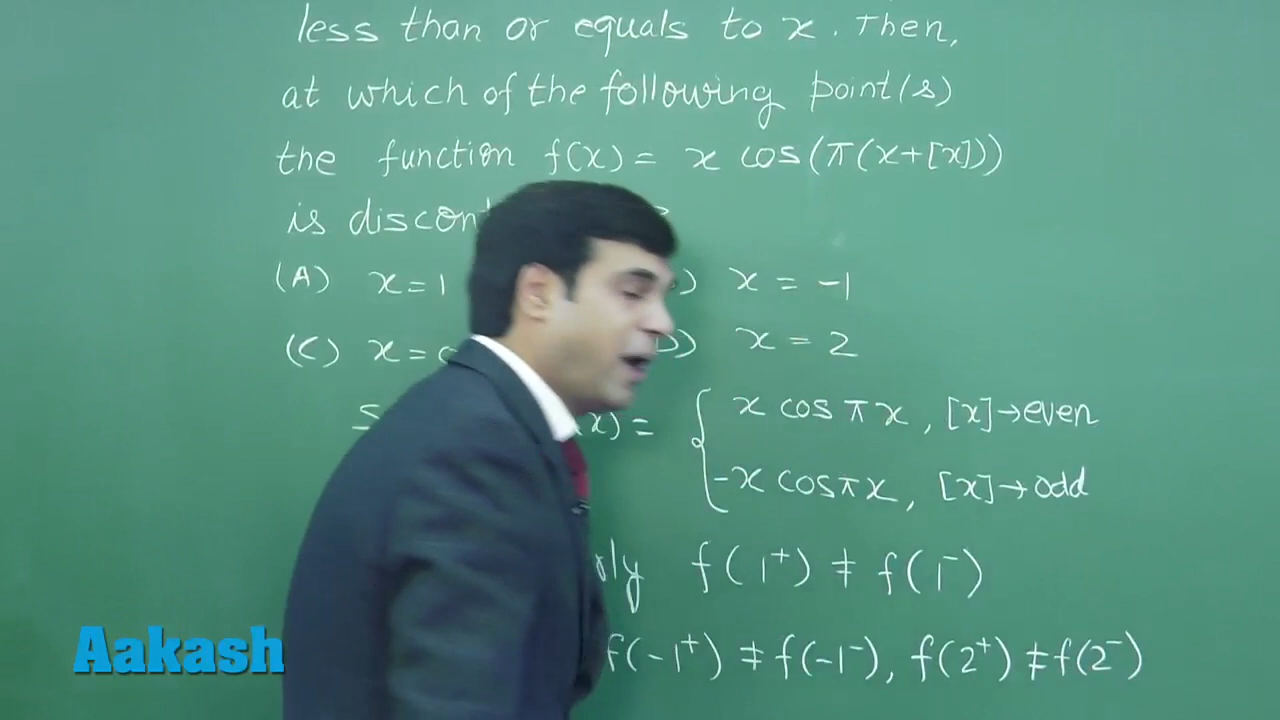 less than or equals to x. Then,
at which of the following point(s)
the function f(x) = x cos(π(x+[x]))
is
(A) x=1 x = -1
(C) D) x = 2
(x) = { x cos πx, [x]→even
-x cos πx, [x]→odd
f(1⁺) ≠ f(1⁻)
f(-1⁺) ≠ f(-1⁻), f(2⁺) ≠ f(2⁻)
Aakash